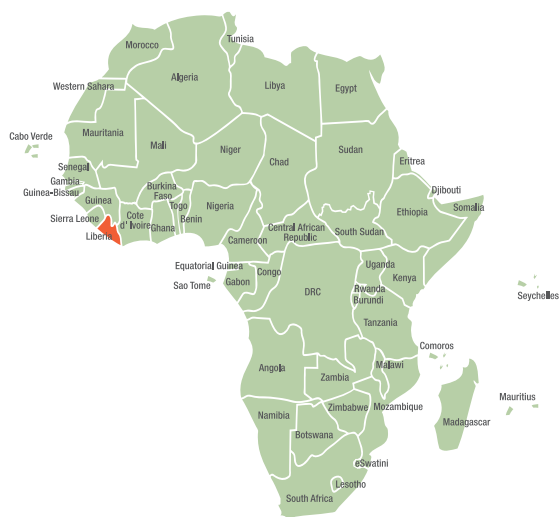 Tunisia
Morocco
Algeria
Libya
Egypt
Western Sahara
Mauritania
Mali
Niger
Chad
Sudan
Eritrea
Cabo Verde
Senegal
Gambia
Guinea-Bissau
Guinea
Burkina
Faso
Djibouti
Somalia
Sierra Leone
Liberia
Cote
d' Ivoire
Ghana
Togo
Benin
Nigeria
Ethiopia
Central African
Republic
South Sudan
Cameroon
Equatorial Guinea
Sao Tome
Gabon
Congo
DRC
Uganda
Kenya
Rwanda
Burundi
Tanzania
Seychelles
Comoros
Angola
Zambia
Malawi
Mozambique
Zimbabwe
Madagascar
Mauritius
Namibia
Botswana
eSwatini
Lesotho
South Africa